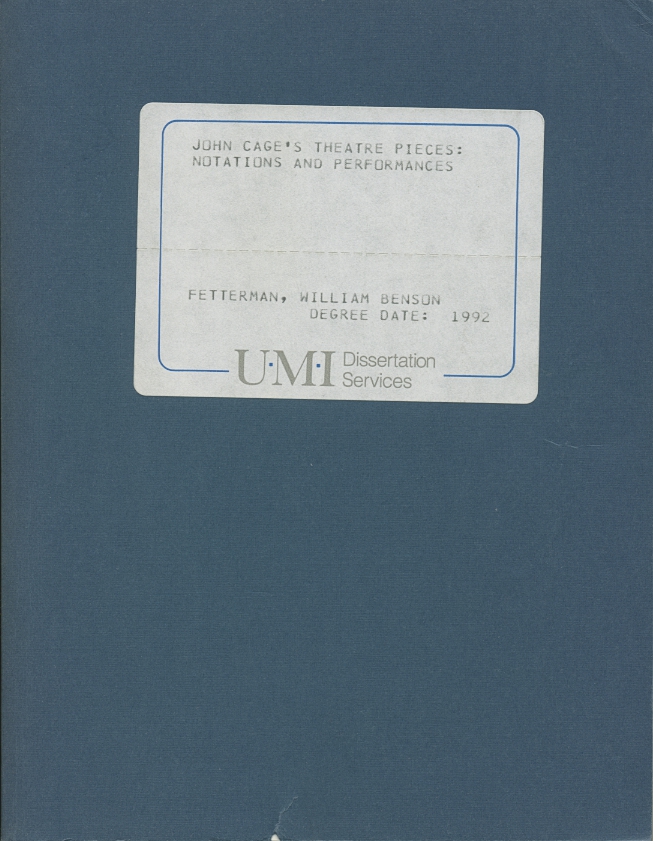 JOHN CAGE'S THEATRE PIECES:
NOTATIONS AND PERFORMANCES
FETTERMAN, WILLIAM BENSON
DEGREE DATE: 1992
U·M·I Dissertation
Services